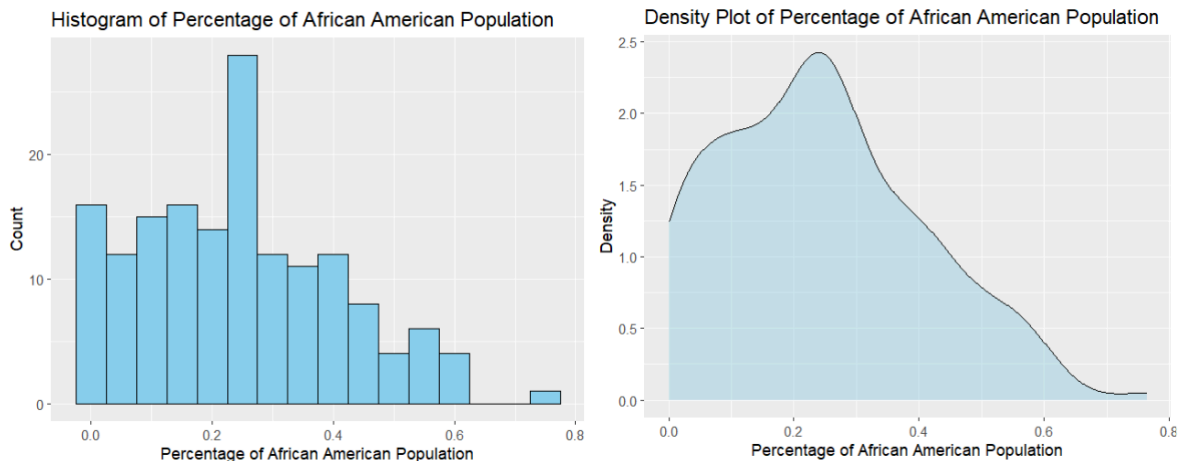 Histogram of Percentage of African American Population
20
10
0
Count
0.0 0.2 0.4 0.6 0.8
Percentage of African American Population
Density Plot of Percentage of African American Population
2.5
2.0
1.5
1.0
0.5
0.0
Density
0.0 0.2 0.4 0.6 0.8
Percentage of African American Population